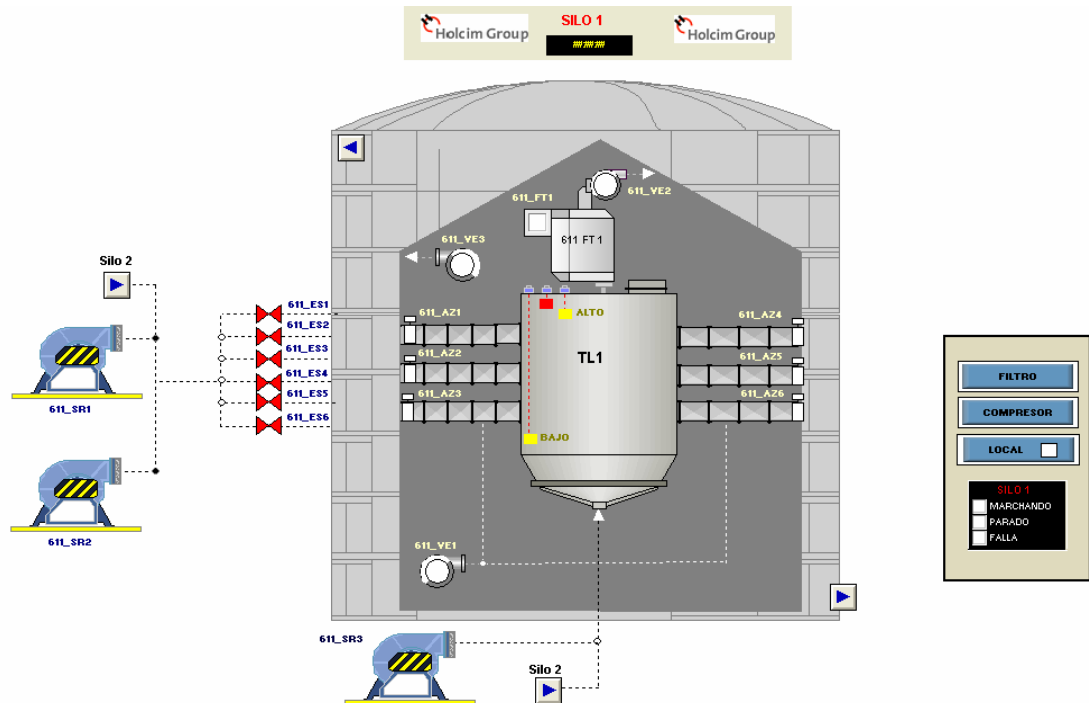 SILO 1
Holcim Group
Holcim Group
###
611_FT1
611_VE2
611 FT 1
611_VE3
Silo 2
611_ES1
611_ES2
611_ES3
611_ES4
611_ES5
611_ES6
611_AZ1
611_AZ2
611_AZ3
ALTO
TL1
BAJO
611_AZ4
611_AZ5
611_AZ6
611_SR1
611_SR2
611_VE1
611_SR3
Silo 2
FILTRO
COMPRESOR
LOCAL
SILO 1
MARCHANDO
PARADO
FALLA